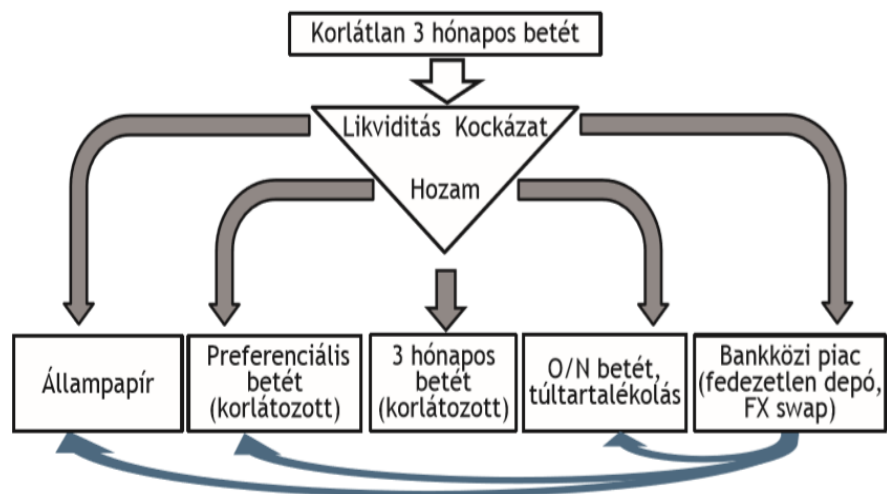 Korlátlan 3 hónapos betét
Likviditás Kockázat
Hozam
Állampapír
Preferenciális
betét
(korlátozott)
3 hónapos
betét
(korlátozott)
O/N betét,
túltartalékolás
Bankközi piac
(fedezetlen depó,
FX swap)